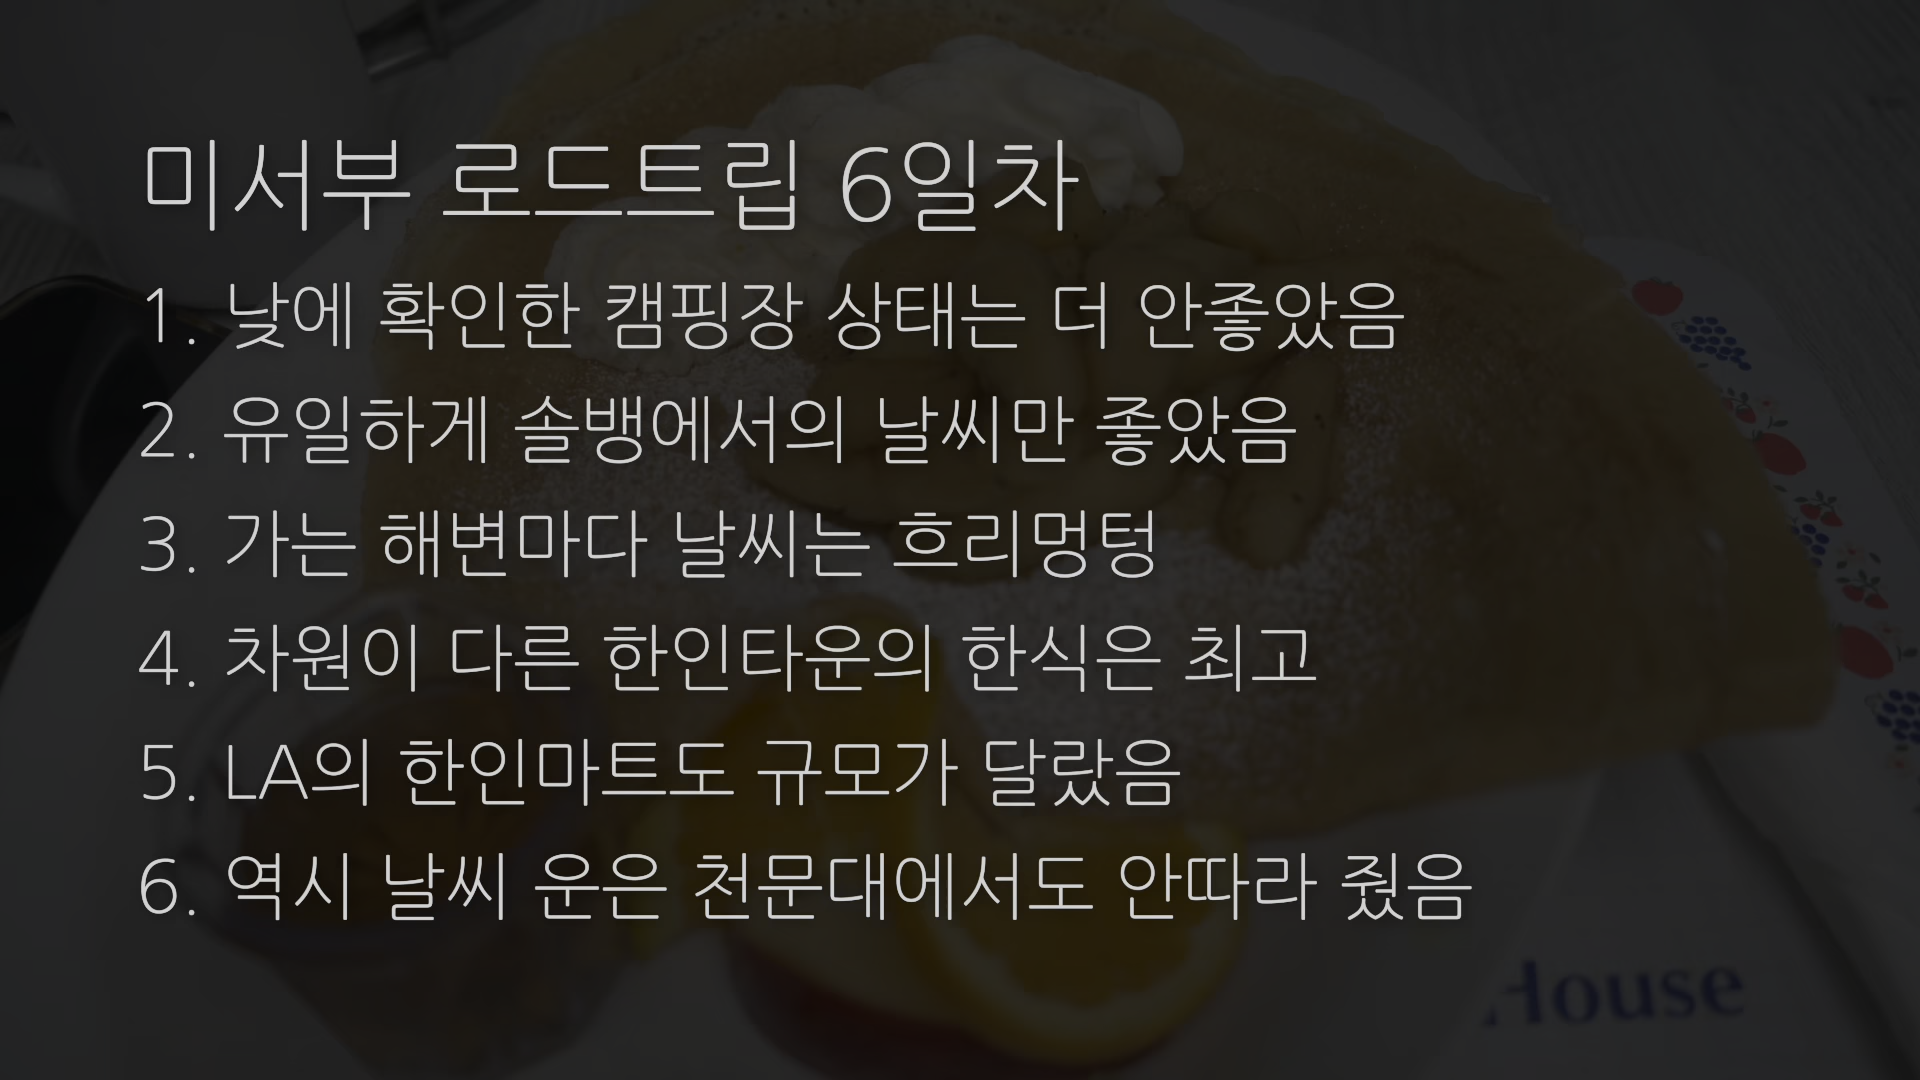 미서부 로드트립 6일차
1. 낮에 확인한 캠핑장 상태는 더 안좋았음
2. 유일하게 솔뱅에서의 날씨만 좋았음
3. 가는 해변마다 날씨는 흐리멍텅
4. 차원이 다른 한인타운의 한식은 최고
5. LA의 한인마트도 규모가 달랐음
6. 역시 날씨 운은 천문대에서도 안따라 줬음
House